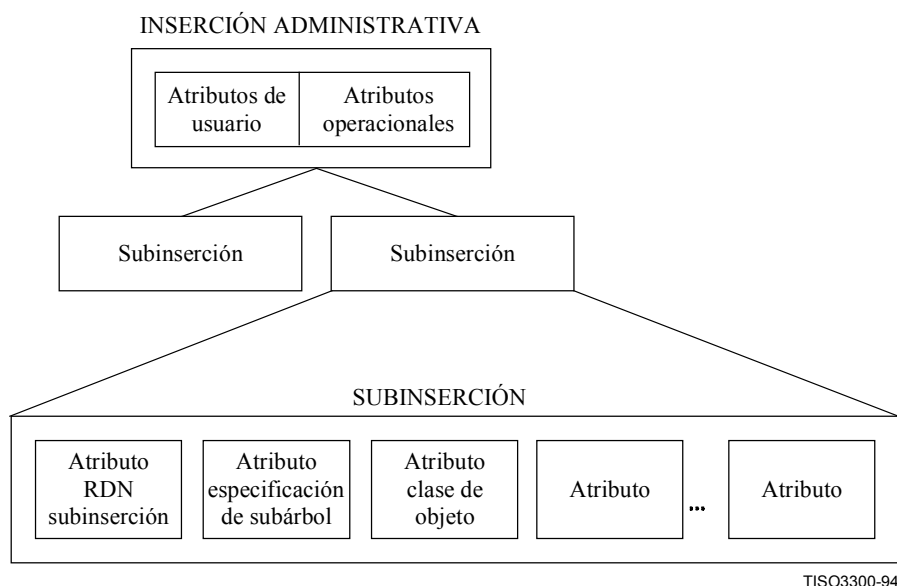 INSERCIÓN ADMINISTRATIVA
Atributos de
usuario
Atributos
operacionales
Subinserción
Subinserción
SUBINSERCIÓN
Atributo
RDN
subinserción
Atributo
especificación
de subárbol
Atributo
clase de
objeto
Atributo
...
Atributo
TISO3300-94